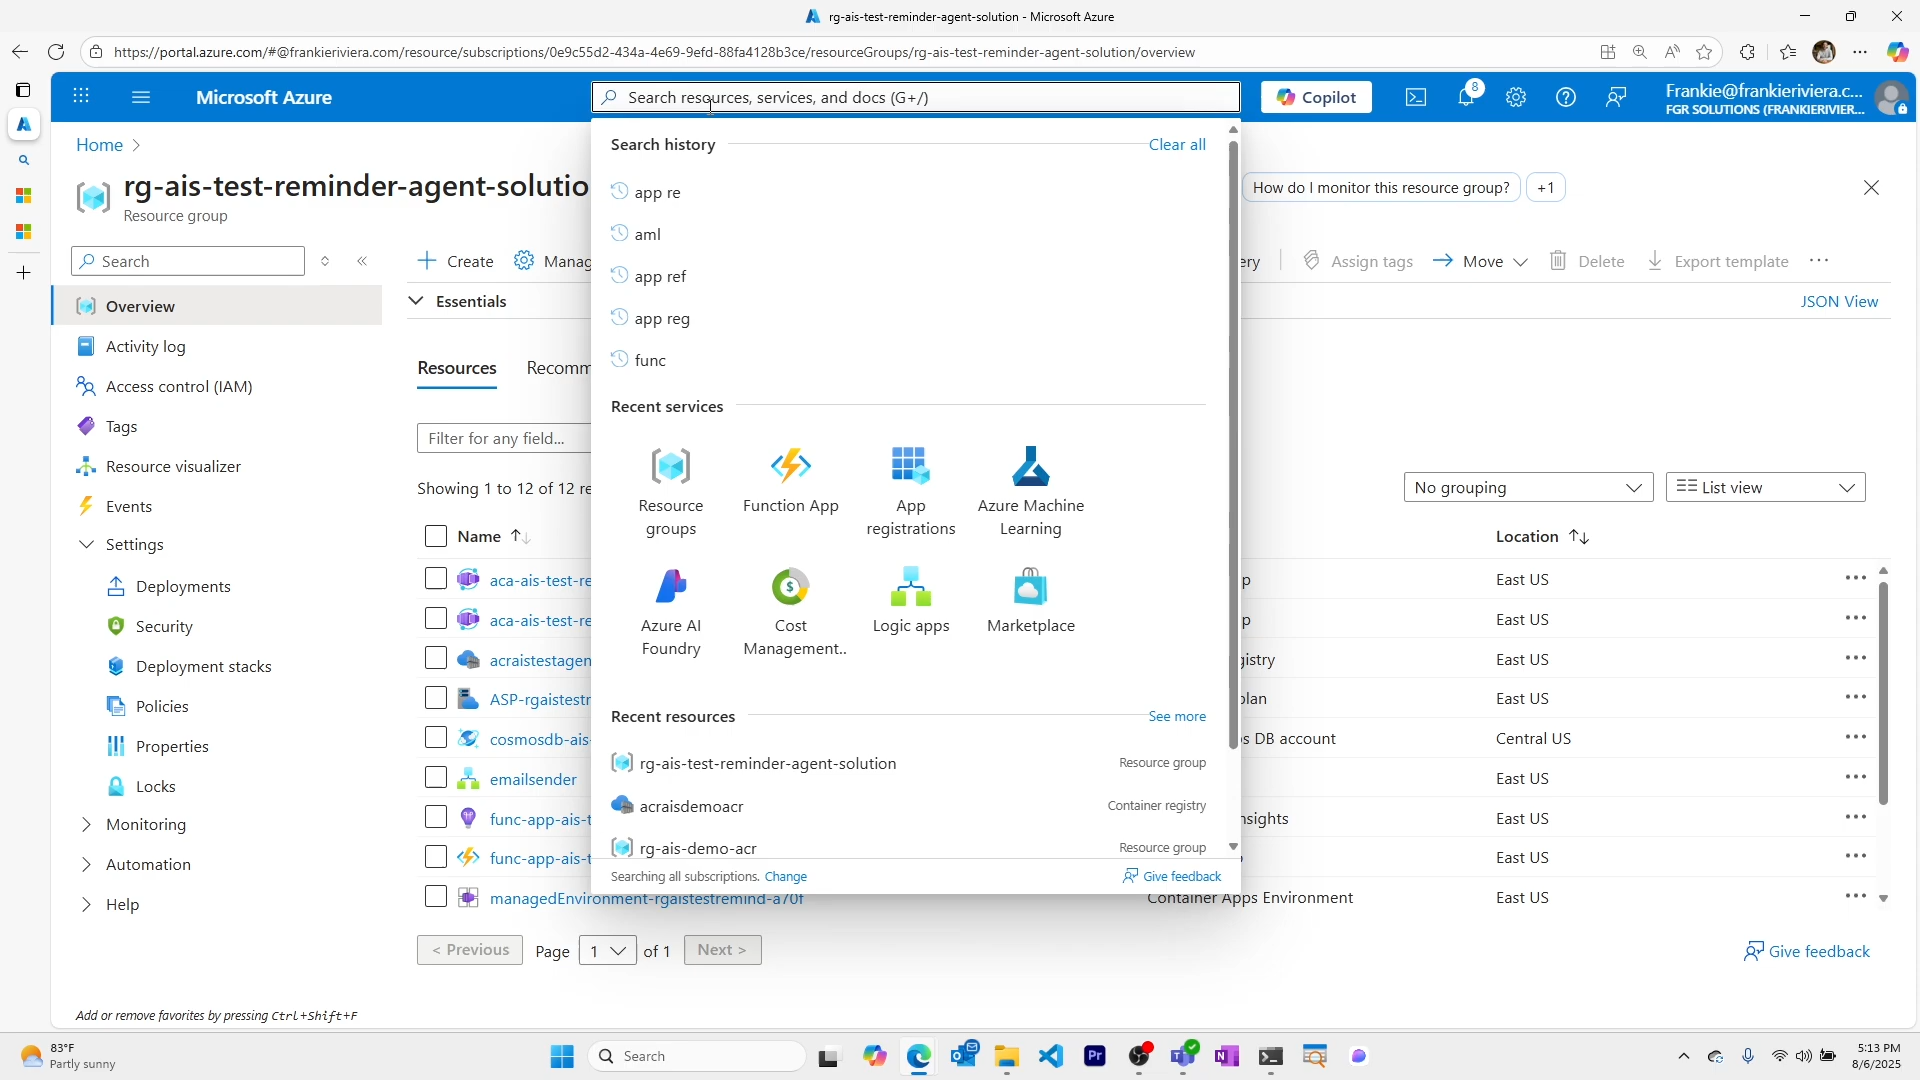 rg-ais-test-reminder-agent-solution - Microsoft Azure
https://portal.azure.com/#@frankieriviera.com/resource/subscriptions/0e9c55d2-434a-4e69-9efd-88fa4128b3ce/resourceGroups/rg-ais-test-reminder-agent-solution/overview
Microsoft Azure
Search resources, services, and docs (G+/)
Copilot
8
Frankie@frankieriviera.c...
FGR SOLUTIONS (FRANKIERIVIER...
Home
rg-ais-test-reminder-agent-solutio
Resource group
How do I monitor this resource group?
+1
Search
Create
Manag
ery
Assign tags
Move
Delete
Export template
Overview
Activity log
Access control (IAM)
Tags
Resource visualizer
Events
Settings
Deployments
Security
Deployment stacks
Policies
Properties
Locks
Monitoring
Automation
Help
Add or remove favorites by pressing Ctrl+Shift+F
Essentials
JSON View
Resources
Recomm
Filter for any field...
Showing 1 to 12 of 12 re
No grouping
List view
Name
Location
aca-ais-test-re
p
East US
aca-ais-test-re
p
East US
acraistestagen
gistry
East US
ASP-rgaistestr
plan
East US
cosmosdb-ais-
s DB account
Central US
emailsender
East US
func-app-ais-t
nsights
East US
func-app-ais-t
East US
managedEnvironment-rgaistestremind-a70f
Container Apps Environment
East US
< Previous
Page
1
of 1
Next >
Give feedback
Search history
Clear all
app re
aml
app ref
app reg
func
Recent services
Resource groups
Function App
App registrations
Azure Machine Learning
Azure AI Foundry
Cost Management..
Logic apps
Marketplace
Recent resources
See more
rg-ais-test-reminder-agent-solution
Resource group
acraisdemoacr
Container registry
rg-ais-demo-acr
Resource group
Searching all subscriptions. Change
Give feedback
83°F
Partly sunny
Search
5:13 PM
8/6/2025